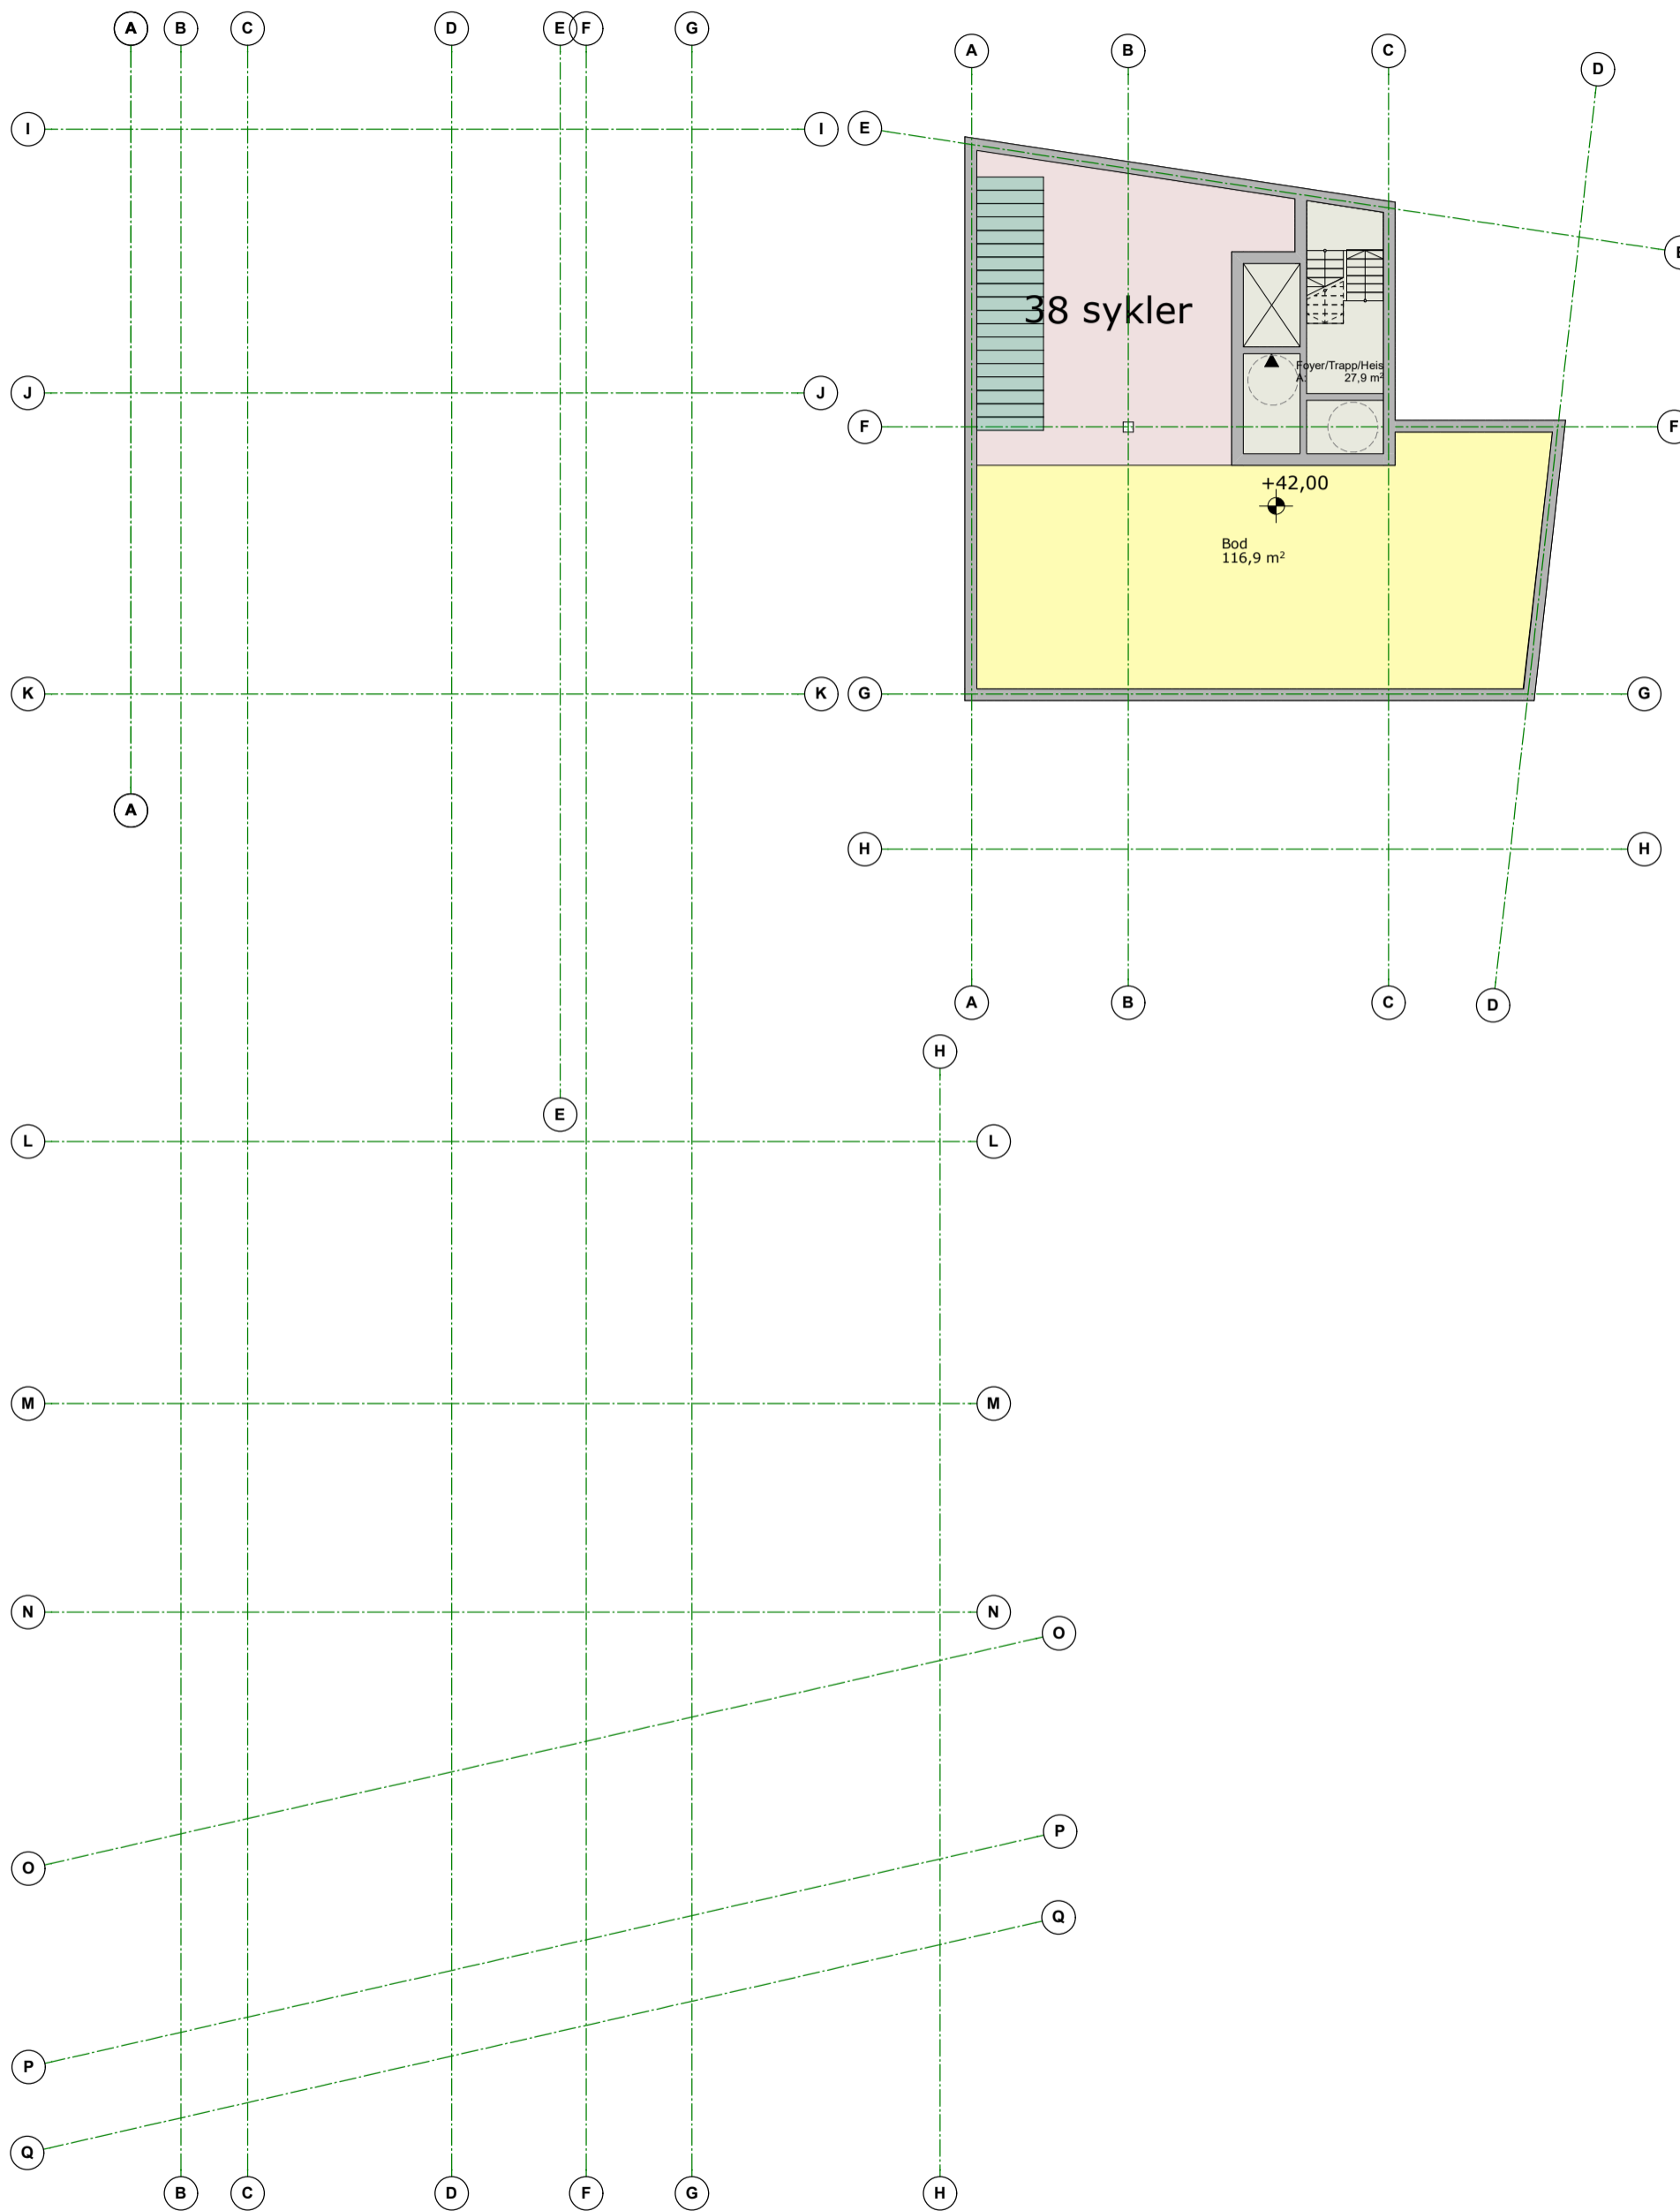 A B C D E F G
A B C
D
I I E
E
38 sykler
Foyer/Trapp/Heis
A: 27,9 m²
J J
F F
+42,00
Bod
116,9 m²
K K G G
A
H H
A B C D
H
E
L L
M M
N N
O
O
P
Q
P
Q
B C D F G H